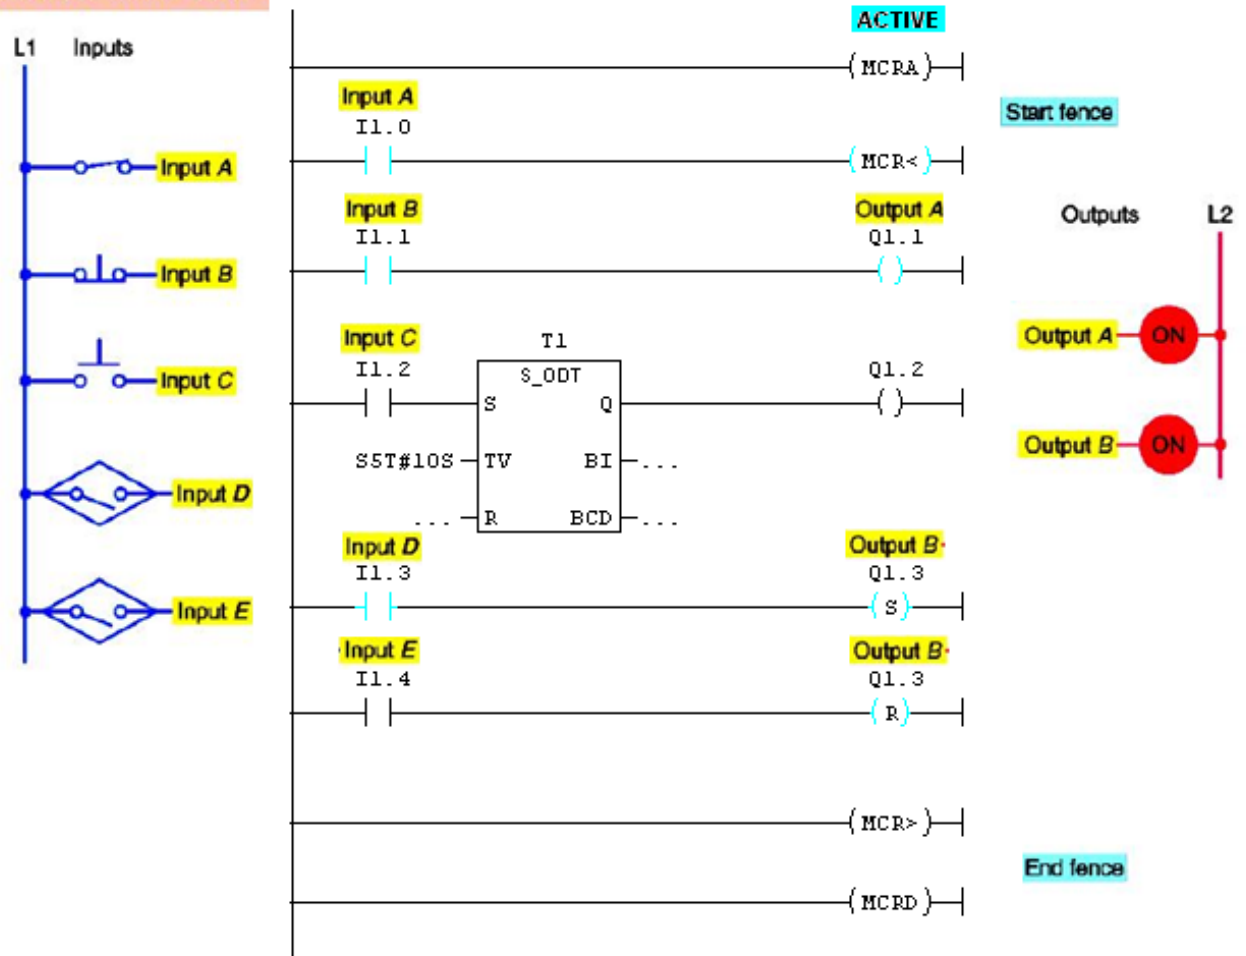 L1 Inputs
Input A
Input B
Input C
Input D
Input E
ACTIVE
(MCRA)
Start fence
Input A
I1.0
(MCR<)
Input B
I1.1
Output A
Q1.1
( )
Input C
I1.2
T1
S_ODT
S Q
S5T#10S TV BI ...
... R BCD ...
Q1.2
( )
Input D
I1.3
Output B
Q1.3
(S)
Input E
I1.4
Output B
Q1.3
(R)
(MCR>)
End fence
(MCRD)
Outputs L2
Output A ON
Output B ON